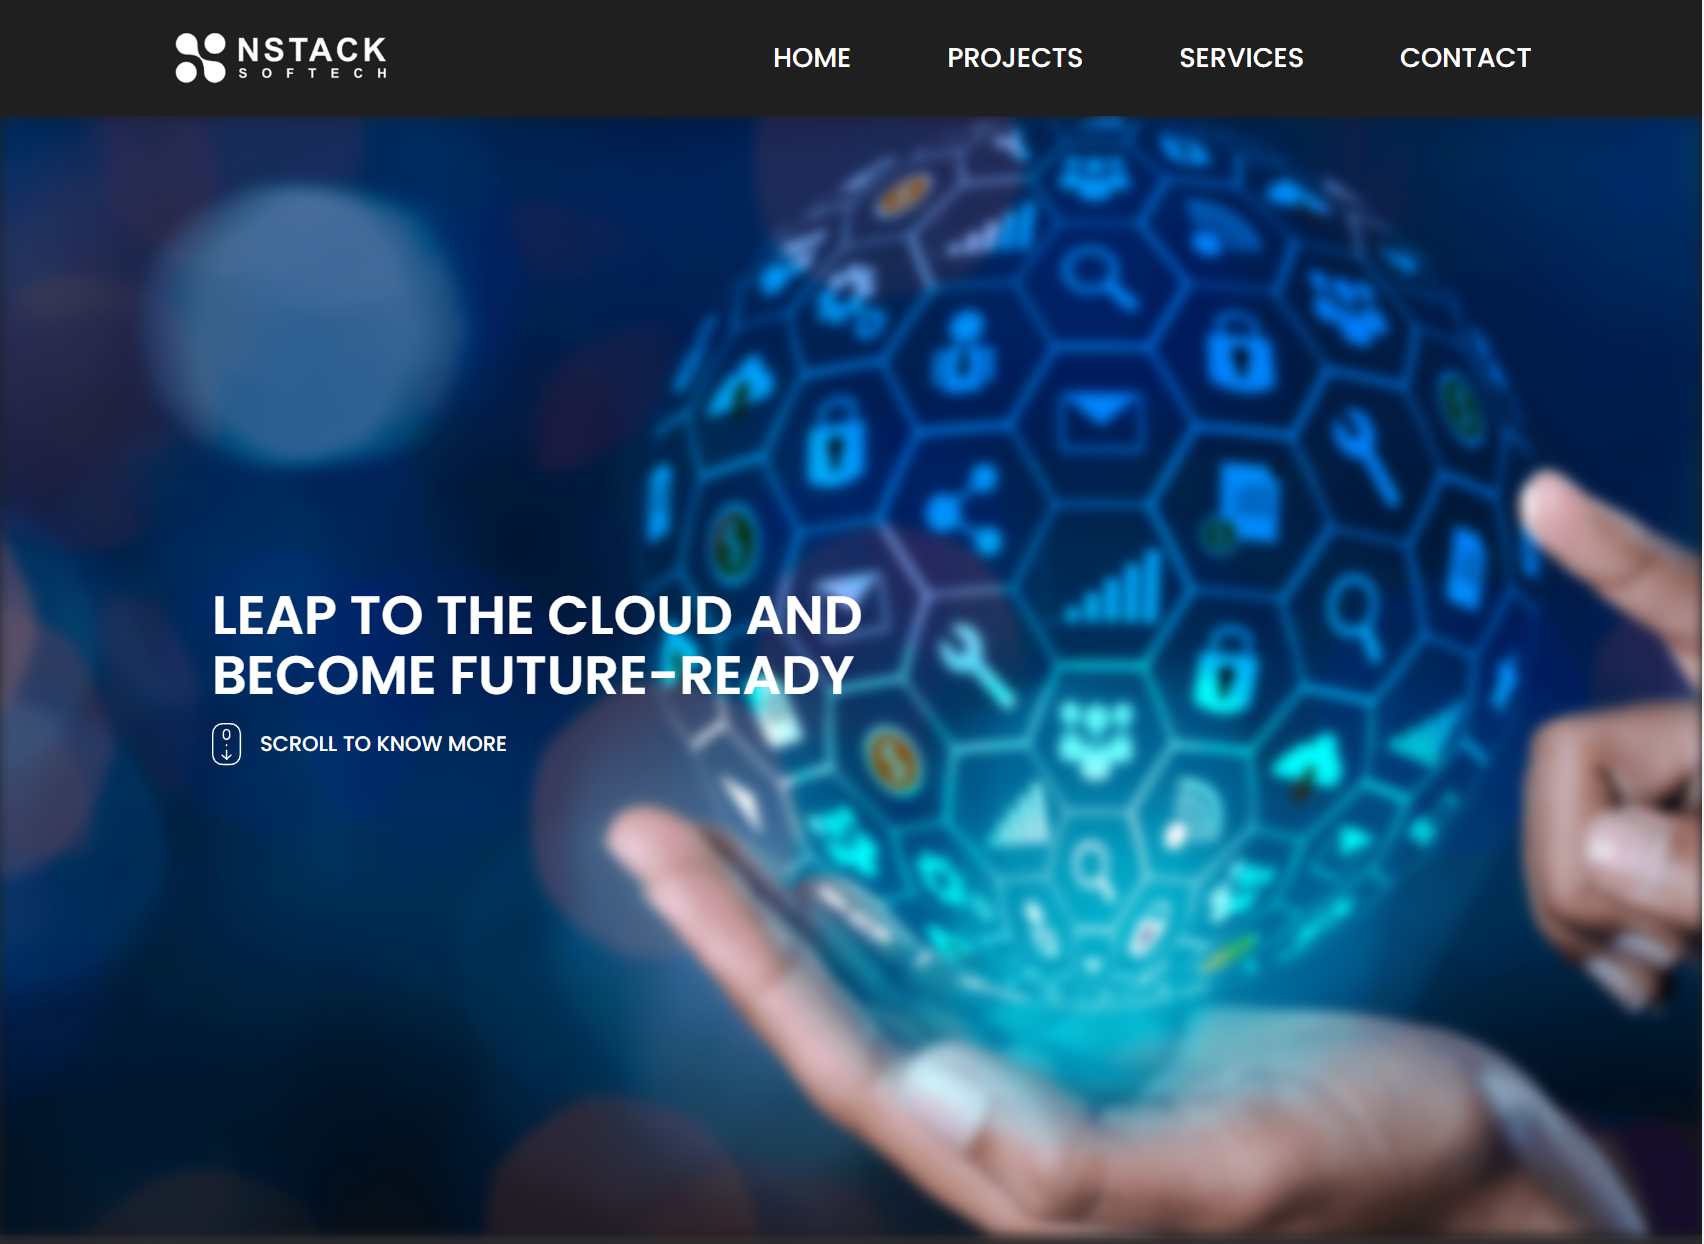 NSTACK
SOFTECH
HOME PROJECTS SERVICES CONTACT
LEAP TO THE CLOUD AND
BECOME FUTURE-READY
SCROLL TO KNOW MORE